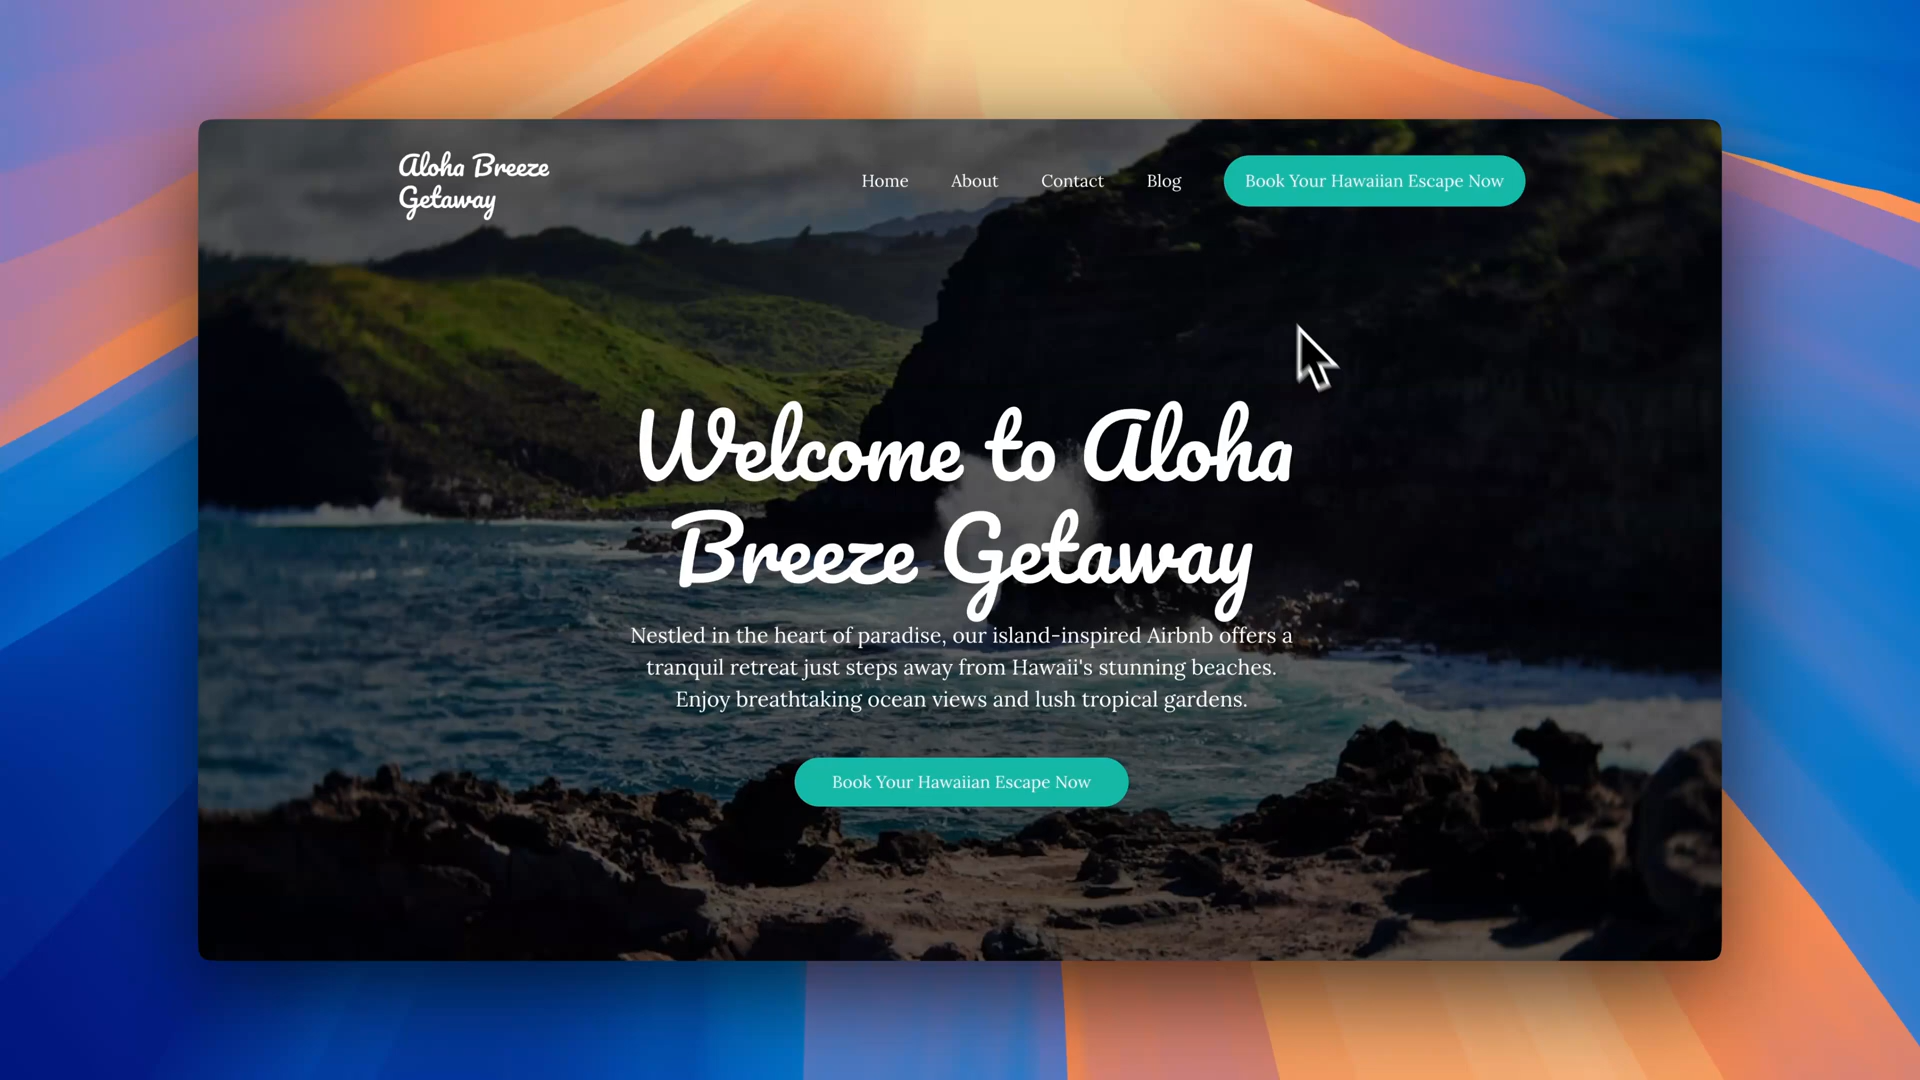 Aloha Breeze
Getaway
Home
About
Contact
Blog
Book Your Hawaiian Escape Now
Welcome to Aloha
Breeze Getaway
Nestled in the heart of paradise, our island-inspired Airbnb offers a
tranquil retreat just steps away from Hawaii's stunning beaches.
Enjoy breathtaking ocean views and lush tropical gardens.
Book Your Hawaiian Escape Now